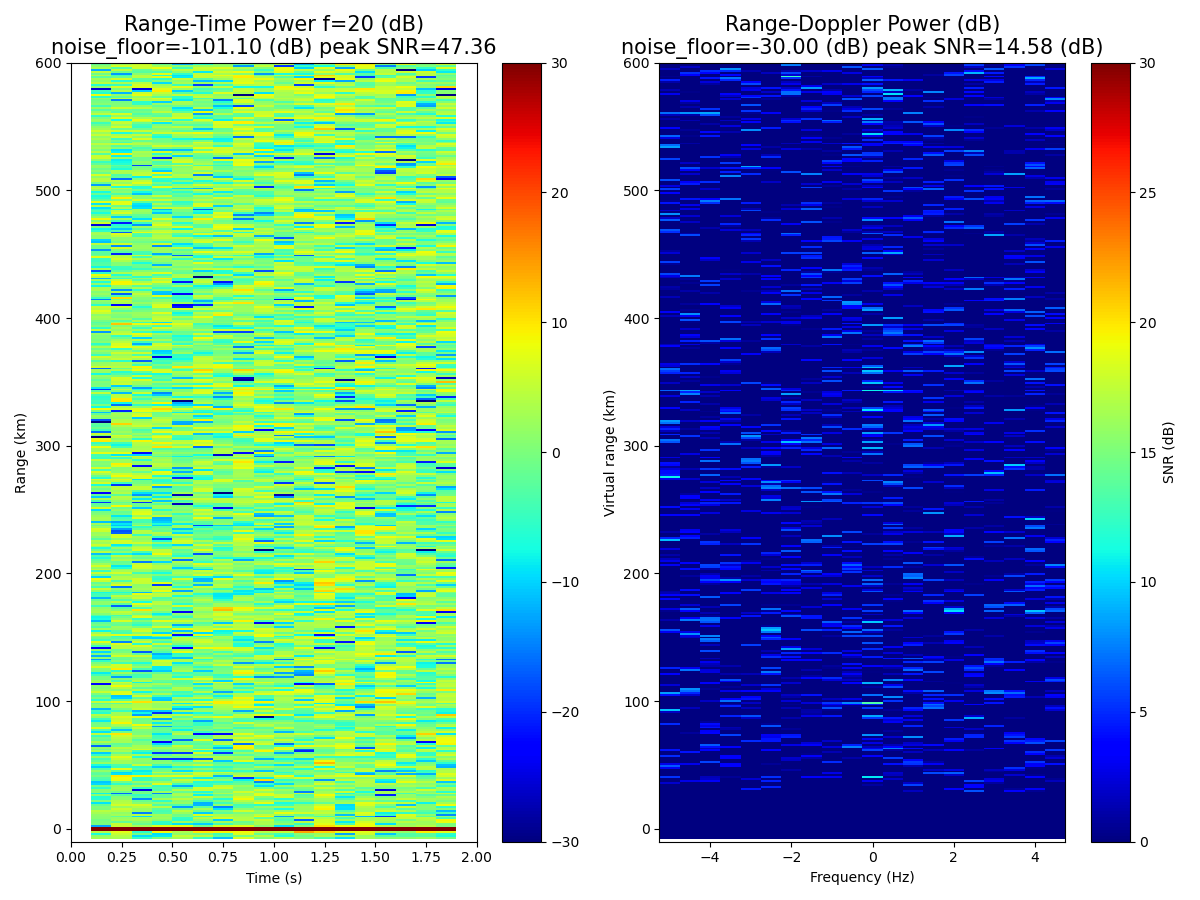 Range-Time Power f=20 (dB)
noise_floor=-101.10 (dB) peak SNR=47.36
Range-Doppler Power (dB)
noise_floor=-30.00 (dB) peak SNR=14.58 (dB)
600
500
400
300
200
100
0
Range (km)
0.00 0.25 0.50 0.75 1.00 1.25 1.50 1.75 2.00
Time (s)
30
20
10
0
−10
−20
−30
600
500
400
300
200
100
0
Virtual range (km)
−4 −2 0 2 4
Frequency (Hz)
30
25
20
15
10
5
0
SNR (dB)